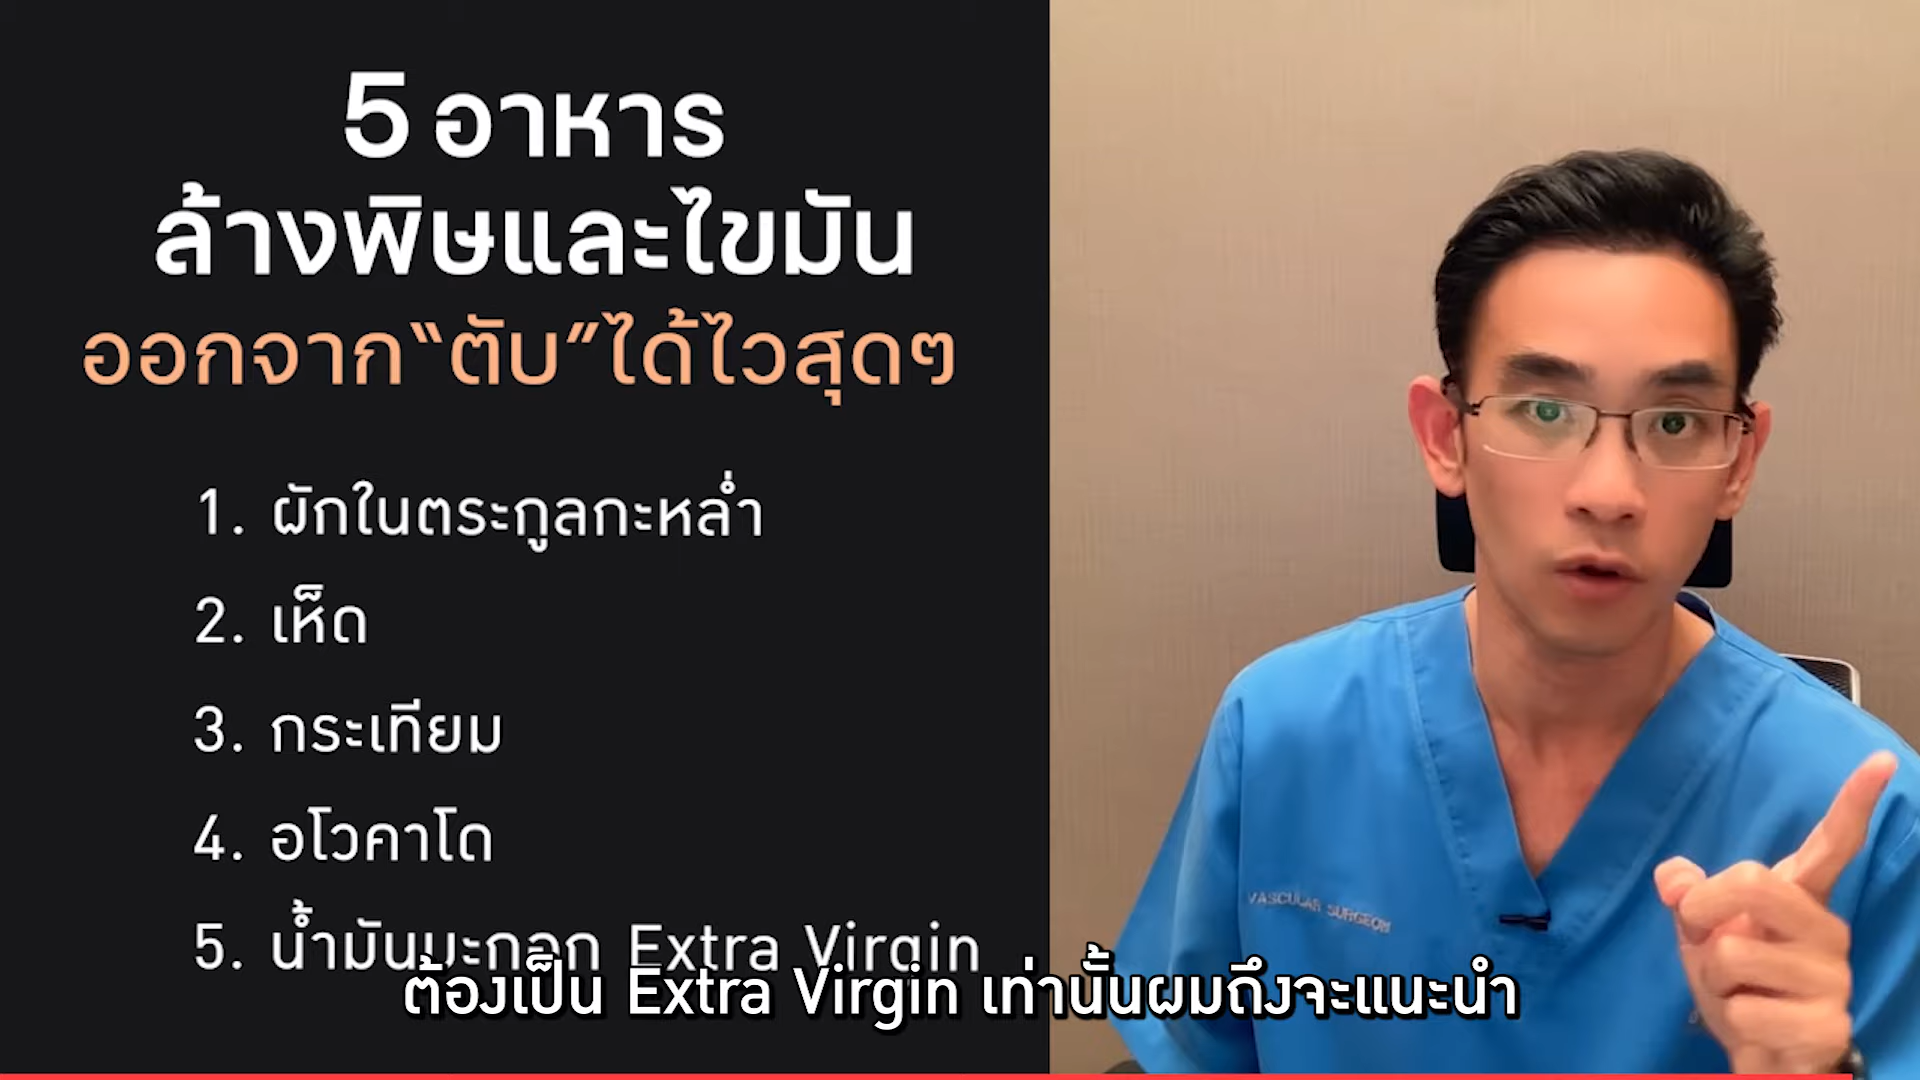 5 อาหาร
ล้างพิษและไขมัน
ออกจาก“ตับ”ได้ไวสุดๆ
1. ผักในตระกูลกะหล่ำ
2. เห็ด
3. กระเทียม
4. อโวคาโด
5. น้ำมันมะกอก Extra Virgin
ต้องเป็น Extra Virgin เท่านั้นผมถึงจะแนะนำ
VASCULAR SURGEON